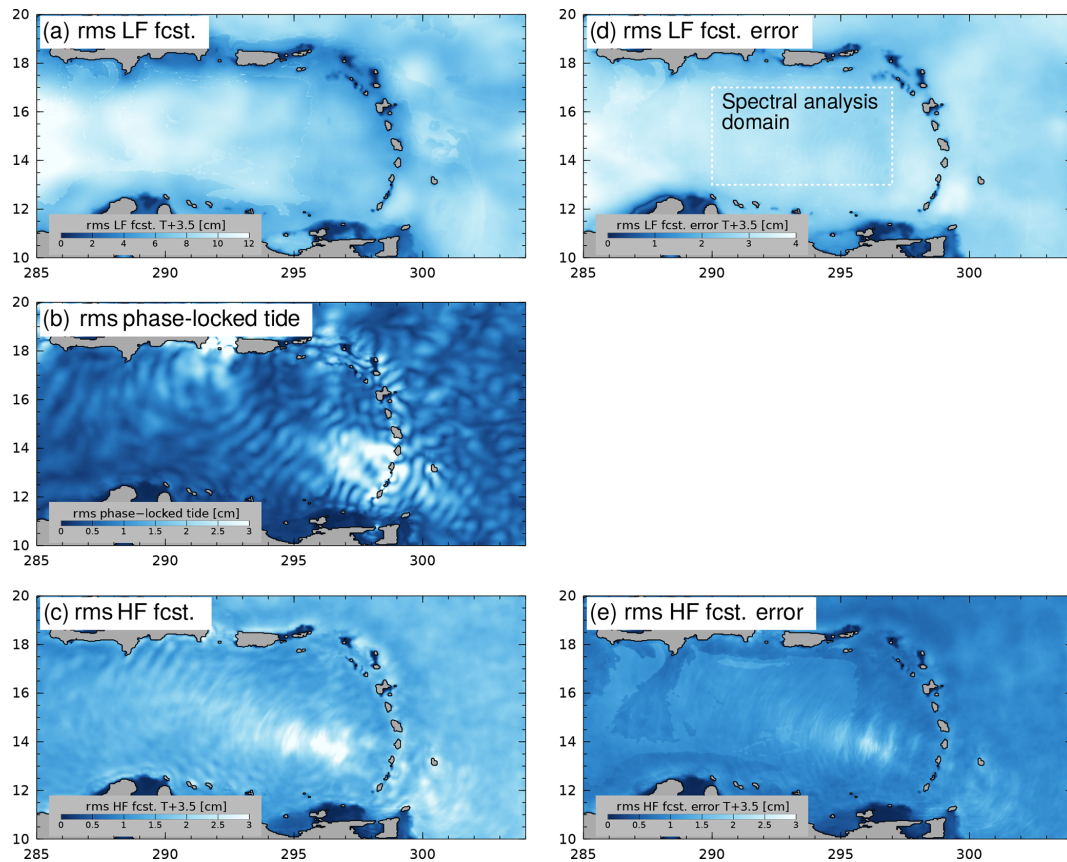 (a) rms LF fcst.
20
18
16
14
12
10
rms LF fcst. T+3.5 [cm]
0 2 4 6 8 10 12
285 290 295 300
(d) rms LF fcst. error
20
18
16
14
12
10
Spectral analysis
domain
rms LF fcst. error T+3.5 [cm]
0 1 2 3 4
285 290 295 300
(b) rms phase-locked tide
20
18
16
14
12
10
rms phase−locked tide [cm]
0 0.5 1 1.5 2 2.5 3
285 290 295 300
(c) rms HF fcst.
20
18
16
14
12
10
rms HF fcst. T+3.5 [cm]
0 0.5 1 1.5 2 2.5 3
285 290 295 300
(e) rms HF fcst. error
20
18
16
14
12
10
rms HF fcst. error T+3.5 [cm]
0 0.5 1 1.5 2 2.5 3
285 290 295 300